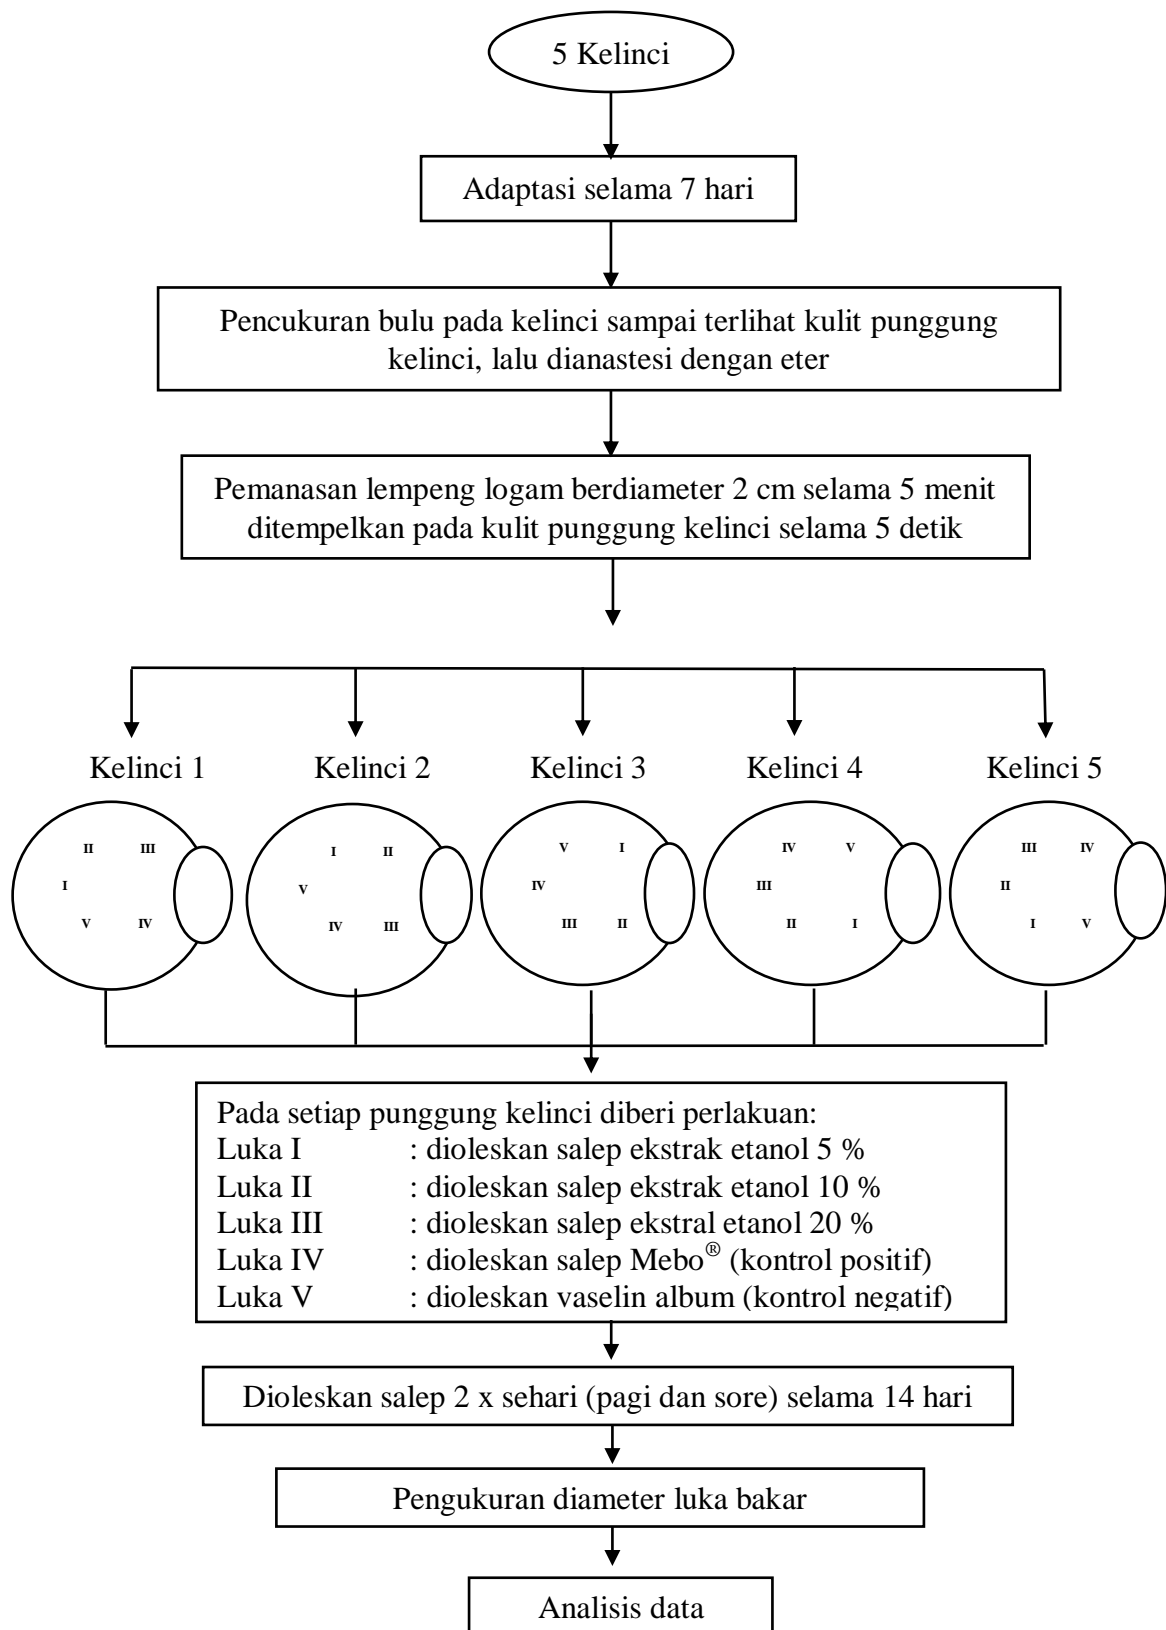 5 Kelinci
Adaptasi selama 7 hari
Pencukuran bulu pada kelinci sampai terlihat kulit punggung
kelinci, lalu dianastesi dengan eter
Pemanasan lempeng logam berdiameter 2 cm selama 5 menit
ditempelkan pada kulit punggung kelinci selama 5 detik
Kelinci 1 Kelinci 2 Kelinci 3 Kelinci 4 Kelinci 5
II III I II V I IV V III IV
I V IV III II
V IV IV III III II II I I V
Pada setiap punggung kelinci diberi perlakuan:
Luka I : dioleskan salep ekstrak etanol 5 %
Luka II : dioleskan salep ekstrak etanol 10 %
Luka III : dioleskan salep ekstral etanol 20 %
Luka IV : dioleskan salep Mebo® (kontrol positif)
Luka V : dioleskan vaselin album (kontrol negatif)
Dioleskan salep 2 x sehari (pagi dan sore) selama 14 hari
Pengukuran diameter luka bakar
Analisis data